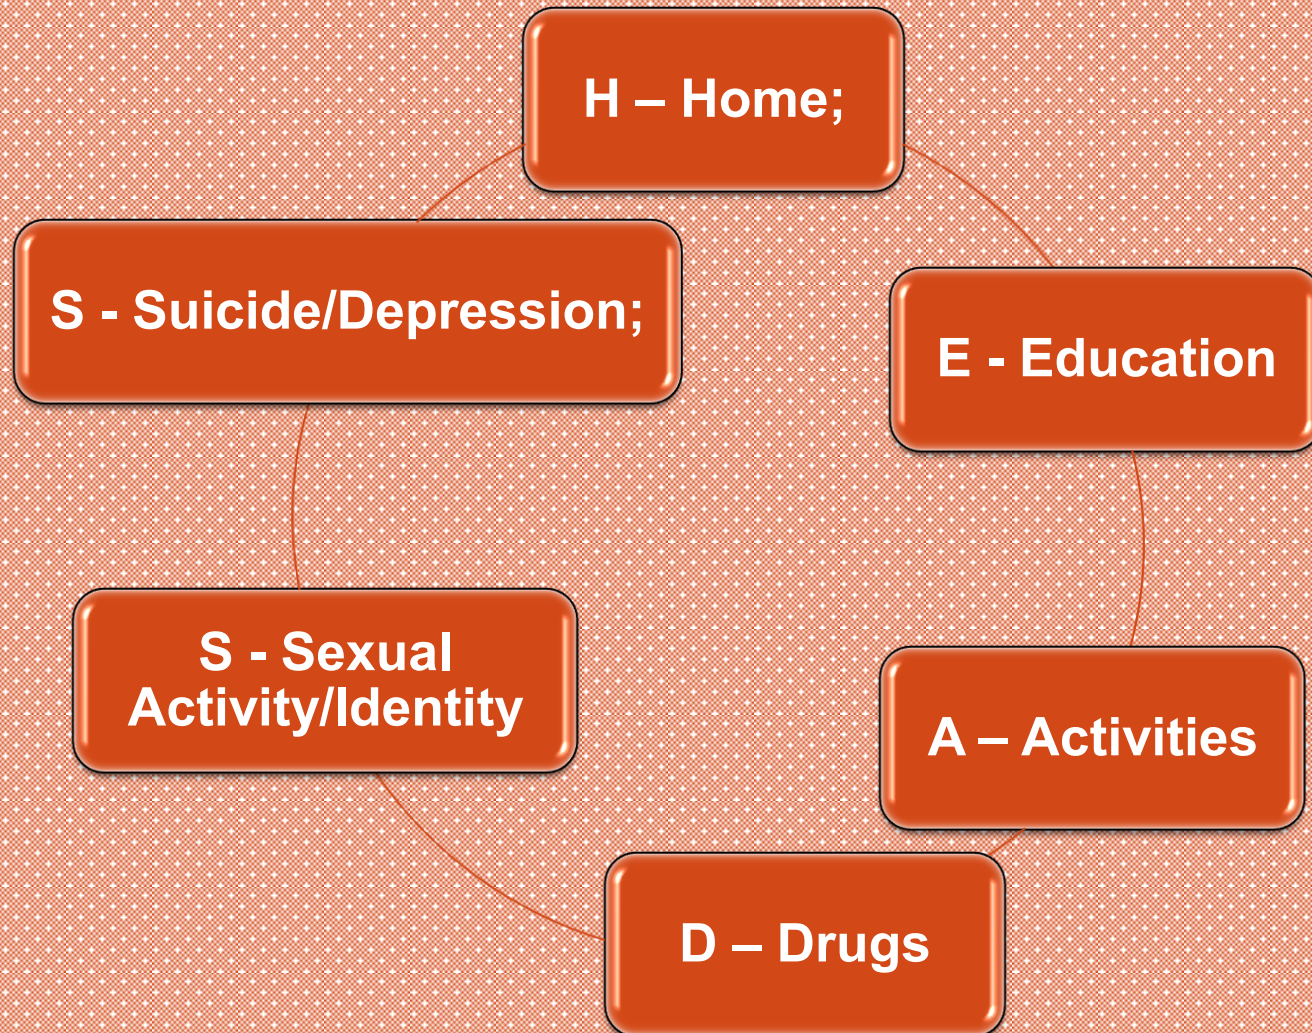 H – Home;
E - Education
A – Activities
D – Drugs
S - Sexual
Activity/Identity
S - Suicide/Depression;